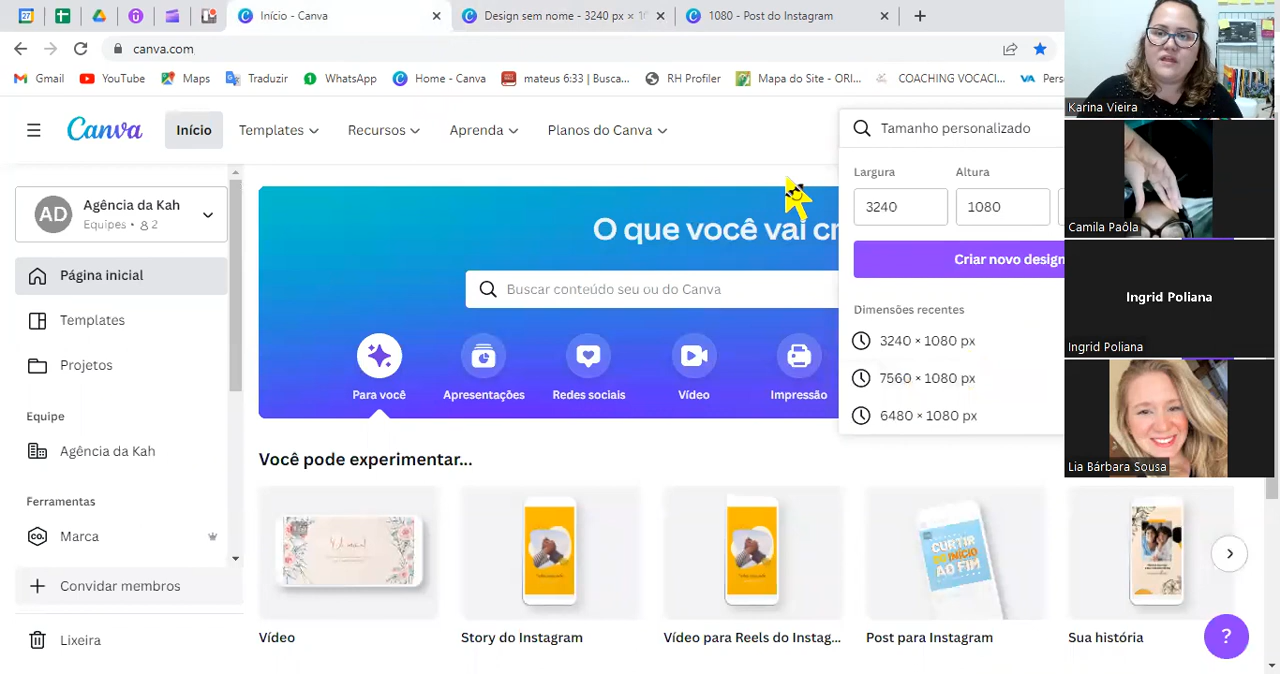 Início - Canva
Design sem nome - 3240 px × 1
1080 - Post do Instagram
canva.com
Gmail
YouTube
Maps
Traduzir
WhatsApp
Home - Canva
mateus 6:33 | Busca...
RH Profiler
Mapa do Site - ORI...
COACHING VOCACI...
Pers
Canva
Início
Templates
Recursos
Aprenda
Planos do Canva
Tamanho personalizado
Largura
Altura
3240
1080
Criar novo design
Dimensões recentes
3240 × 1080 px
7560 × 1080 px
6480 × 1080 px
AD
Agência da Kah
Equipes • 2
Página inicial
Templates
Projetos
Equipe
Agência da Kah
Ferramentas
Marca
Convidar membros
Lixeira
O que você vai cr
Buscar conteúdo seu ou do Canva
Para você
Apresentações
Redes sociais
Vídeo
Impressão
Você pode experimentar...
CURTIR
DO INÍCIO
AO FIM
Vídeo
Story do Instagram
Vídeo para Reels do Instag...
Post para Instagram
Sua história
?
Karina Vieira
Camila Paôla
Ingrid Poliana
Ingrid Poliana
Lia Bárbara Sousa